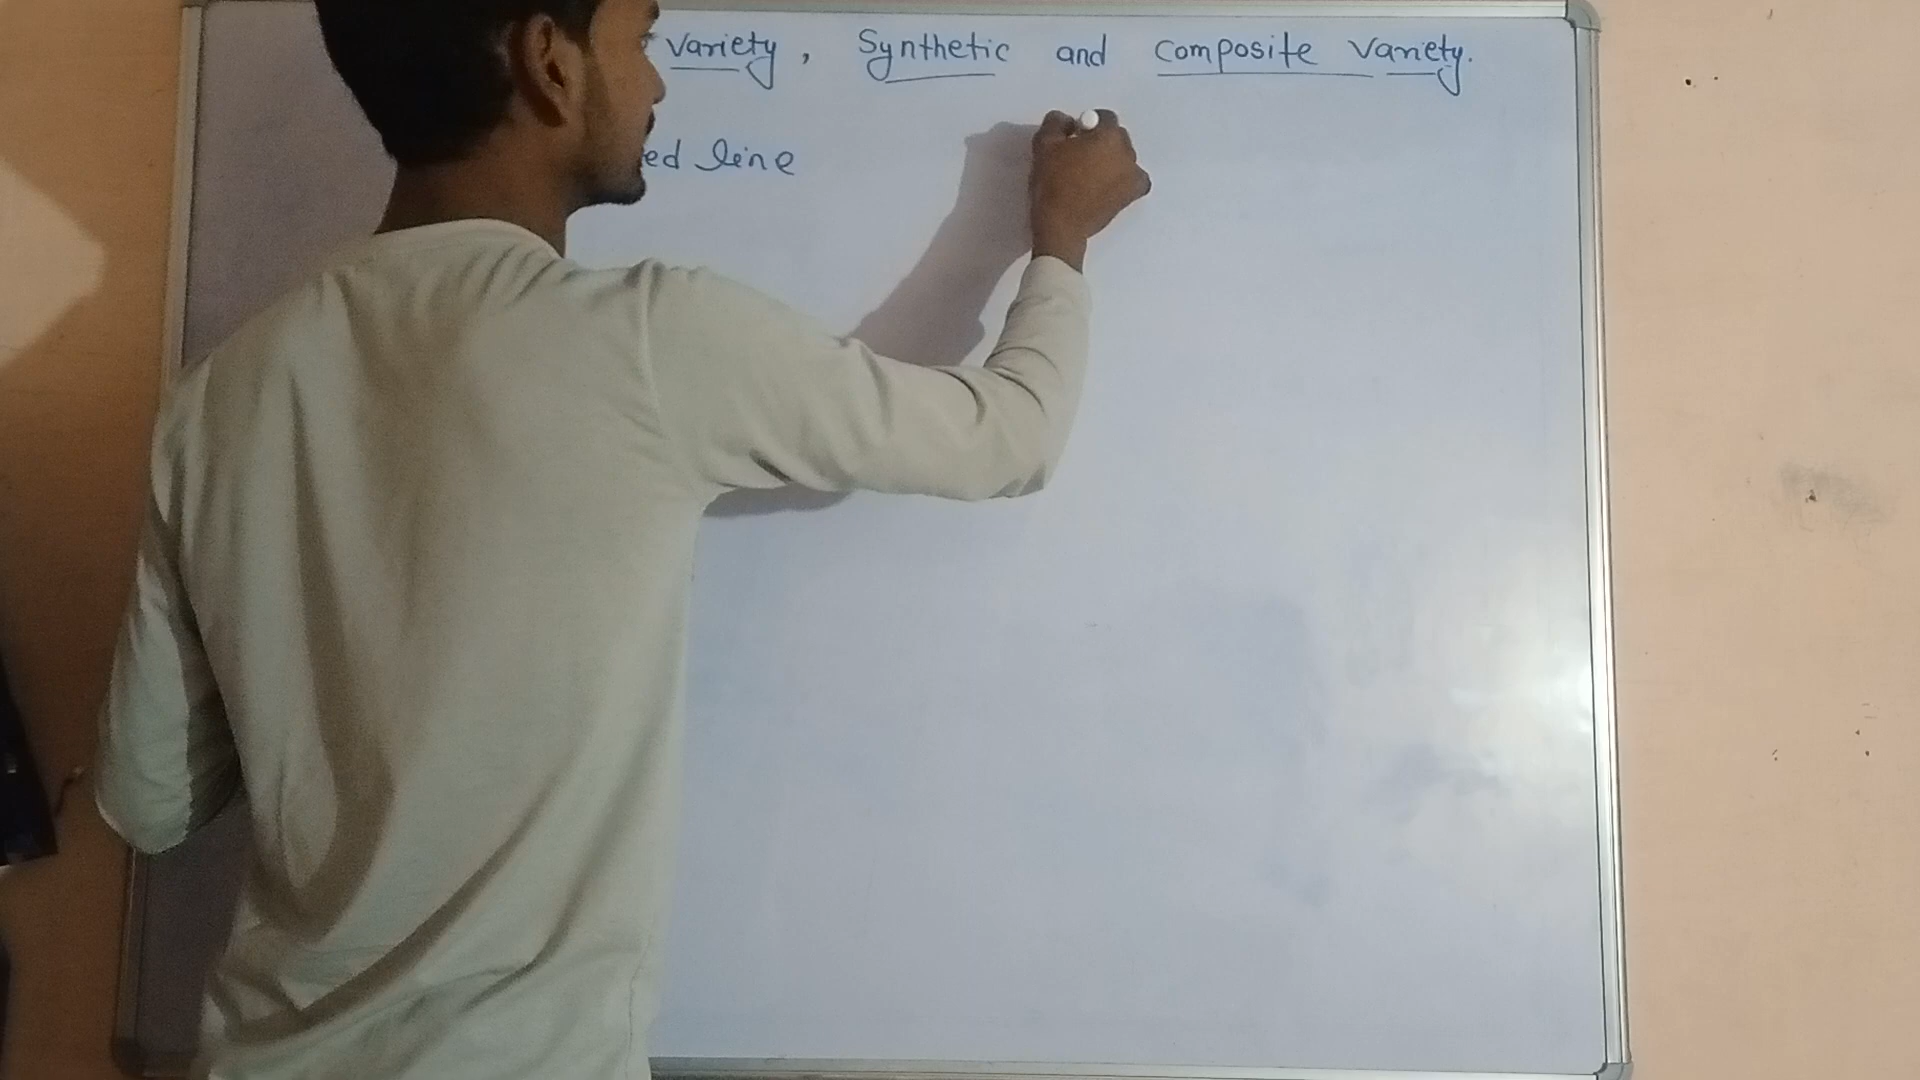 variety, Synthetic and composite variety.
ed line